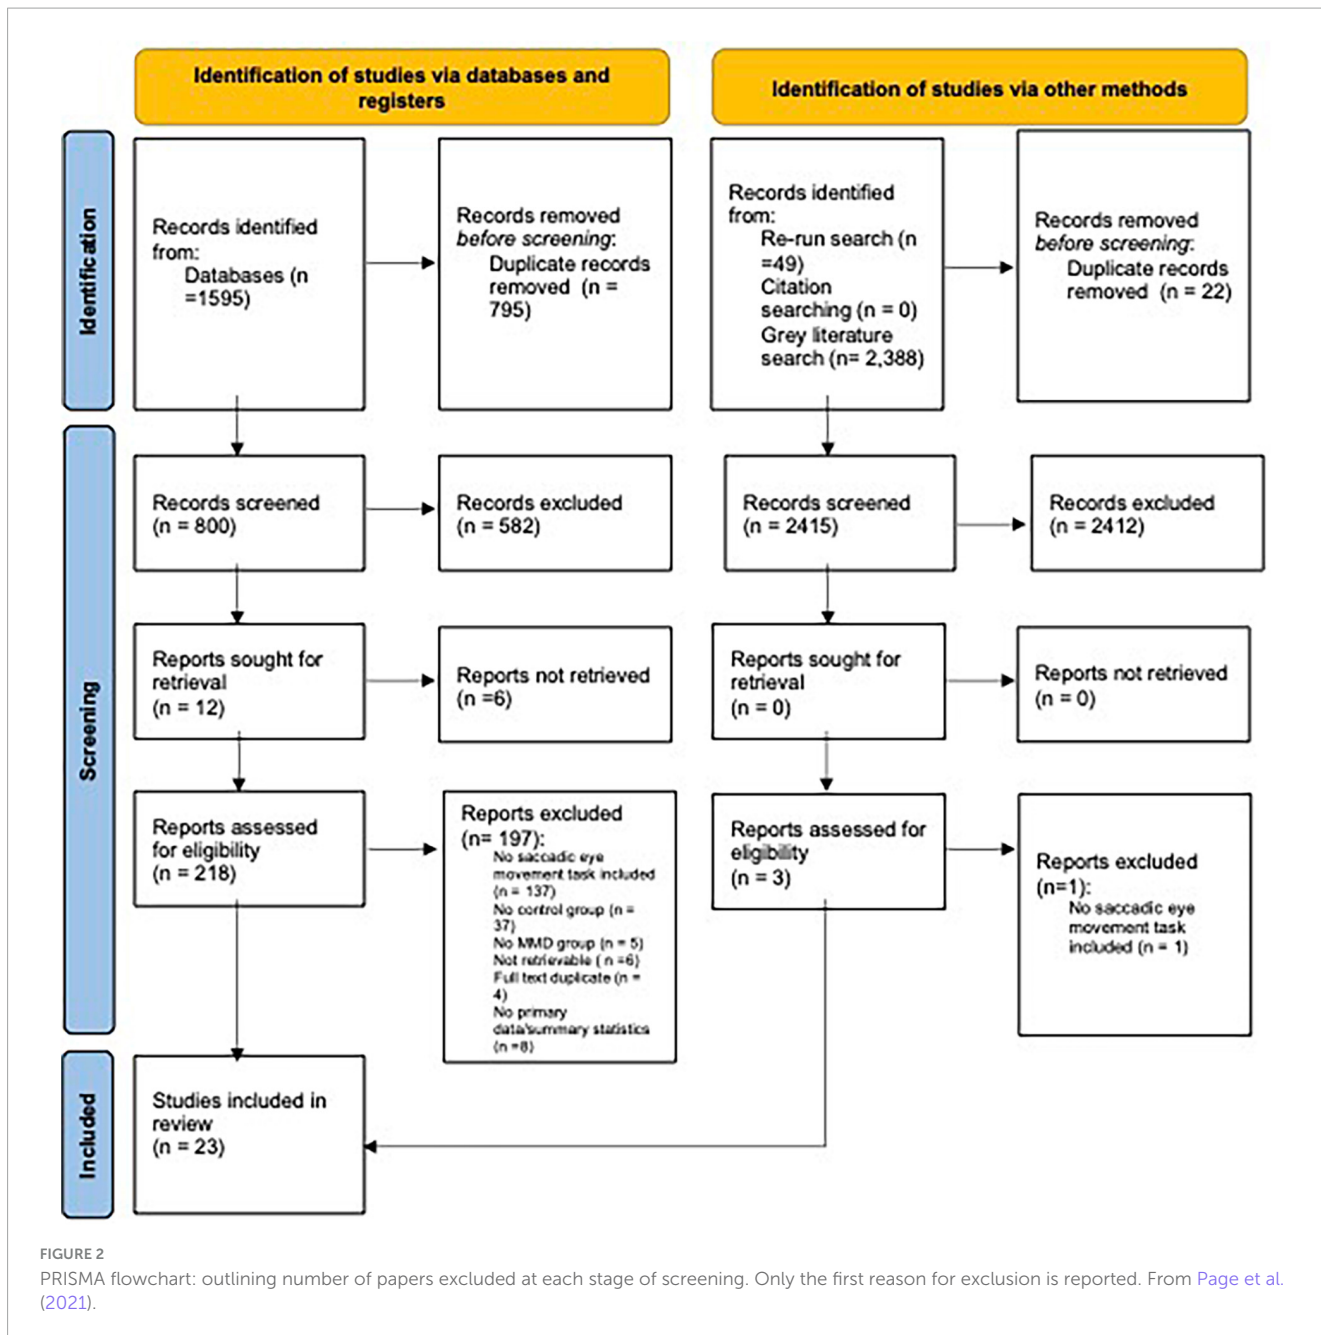 Identification of studies via databases and
registers
Identification of studies via other methods
Identification
Records identified
from:
Databases (n
=1595)
Records removed
before screening:
Duplicate records
removed (n =
795)
Records identified
from:
Re-run search (n
=49)
Citation
searching (n = 0)
Grey literature
search (n= 2,388)
Records removed
before screening:
Duplicate records
removed (n = 22)
Screening
Records screened
(n = 800)
Records excluded
(n = 582)
Records screened
(n = 2415)
Records excluded
(n = 2412)
Reports sought for
retrieval
(n = 12)
Reports not retrieved
(n =6)
Reports sought for
retrieval
(n = 0)
Reports not retrieved
(n = 0)
Reports assessed
for eligibility
(n = 218)
Reports excluded
(n= 197):
No saccadic eye
movement task included
(n = 137)
No control group (n =
37)
No MMD group (n = 5)
Not retrievable ( n =6)
Full text duplicate (n =
4)
No primary
data/summary statistics
(n =8)
Reports assessed for
eligibility
(n = 3)
Reports excluded
(n=1):
No saccadic eye
movement task
included (n = 1)
Included
Studies included in
review
(n = 23)
FIGURE 2
PRISMA flowchart: outlining number of papers excluded at each stage of screening. Only the first reason for exclusion is reported. From Page et al.
(2021).